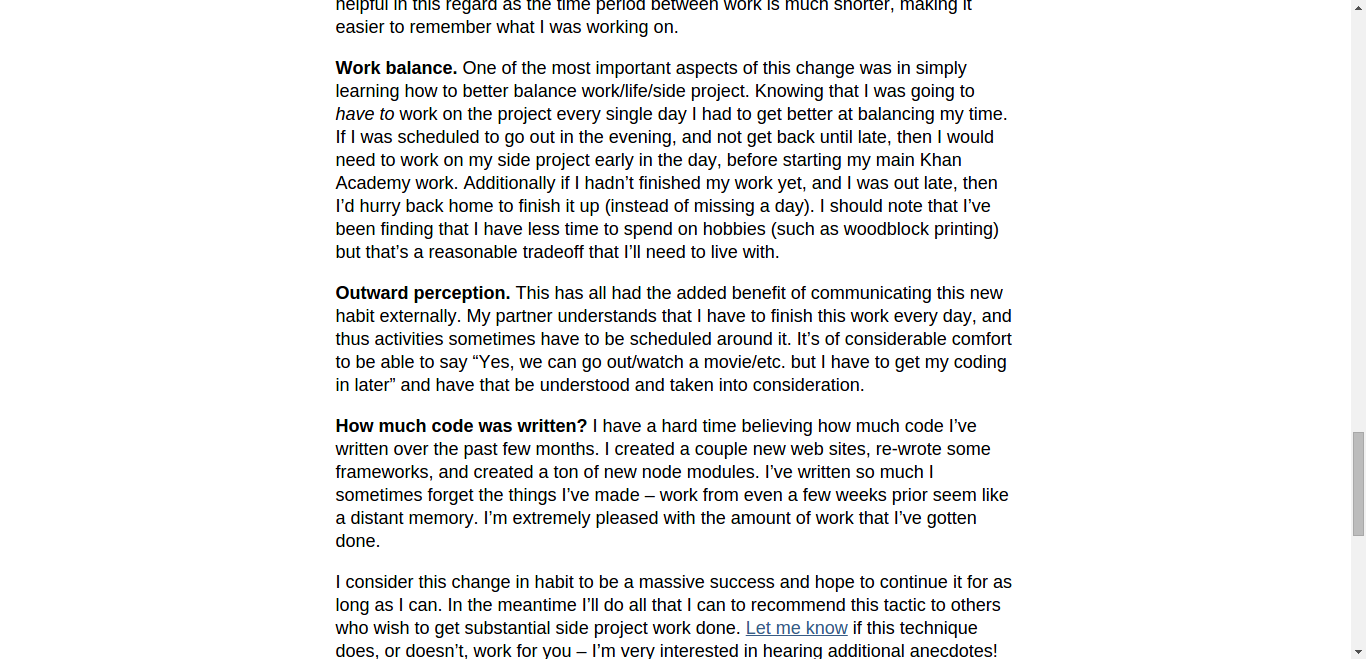 helpful in this regard as the time period between work is much shorter, making it
easier to remember what I was working on.
Work balance. One of the most important aspects of this change was in simply
learning how to better balance work/life/side project. Knowing that I was going to
have to work on the project every single day I had to get better at balancing my time.
If I was scheduled to go out in the evening, and not get back until late, then I would
need to work on my side project early in the day, before starting my main Khan
Academy work. Additionally if I hadn’t finished my work yet, and I was out late, then
I’d hurry back home to finish it up (instead of missing a day). I should note that I’ve
been finding that I have less time to spend on hobbies (such as woodblock printing)
but that’s a reasonable tradeoff that I’ll need to live with.
Outward perception. This has all had the added benefit of communicating this new
habit externally. My partner understands that I have to finish this work every day, and
thus activities sometimes have to be scheduled around it. It’s of considerable comfort
to be able to say “Yes, we can go out/watch a movie/etc. but I have to get my coding
in later” and have that be understood and taken into consideration.
How much code was written? I have a hard time believing how much code I’ve
written over the past few months. I created a couple new web sites, re-wrote some
frameworks, and created a ton of new node modules. I’ve written so much I
sometimes forget the things I’ve made – work from even a few weeks prior seem like
a distant memory. I’m extremely pleased with the amount of work that I’ve gotten
done.
I consider this change in habit to be a massive success and hope to continue it for as
long as I can. In the meantime I’ll do all that I can to recommend this tactic to others
who wish to get substantial side project work done. Let me know if this technique
does, or doesn’t, work for you – I’m very interested in hearing additional anecdotes!